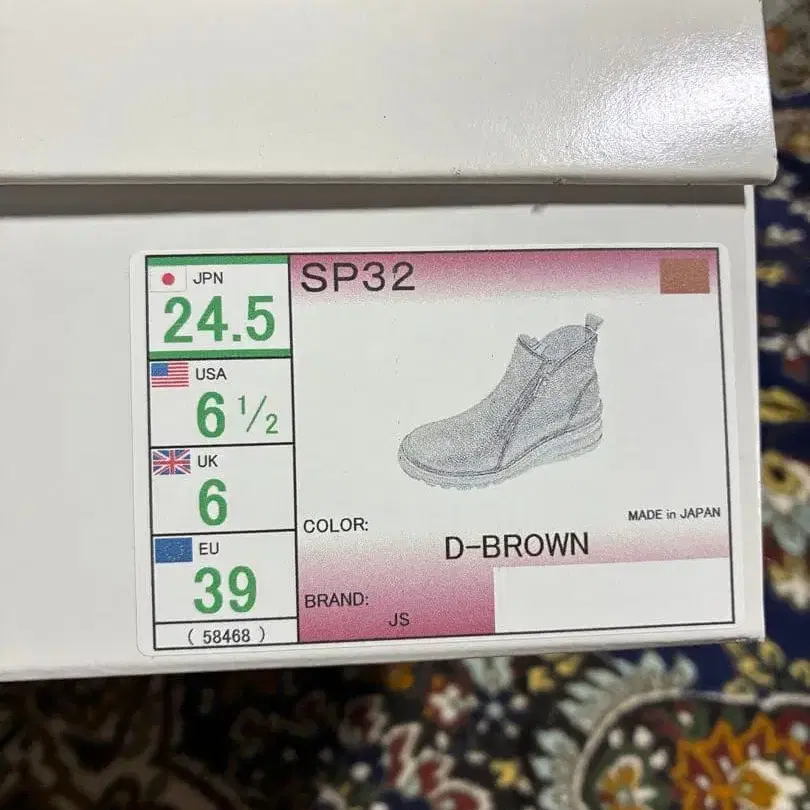 JPN
24.5
USA
6 1/2
UK
6
EU
39
( 58468 )
SP32
COLOR:
D-BROWN
MADE in JAPAN
BRAND:
JS